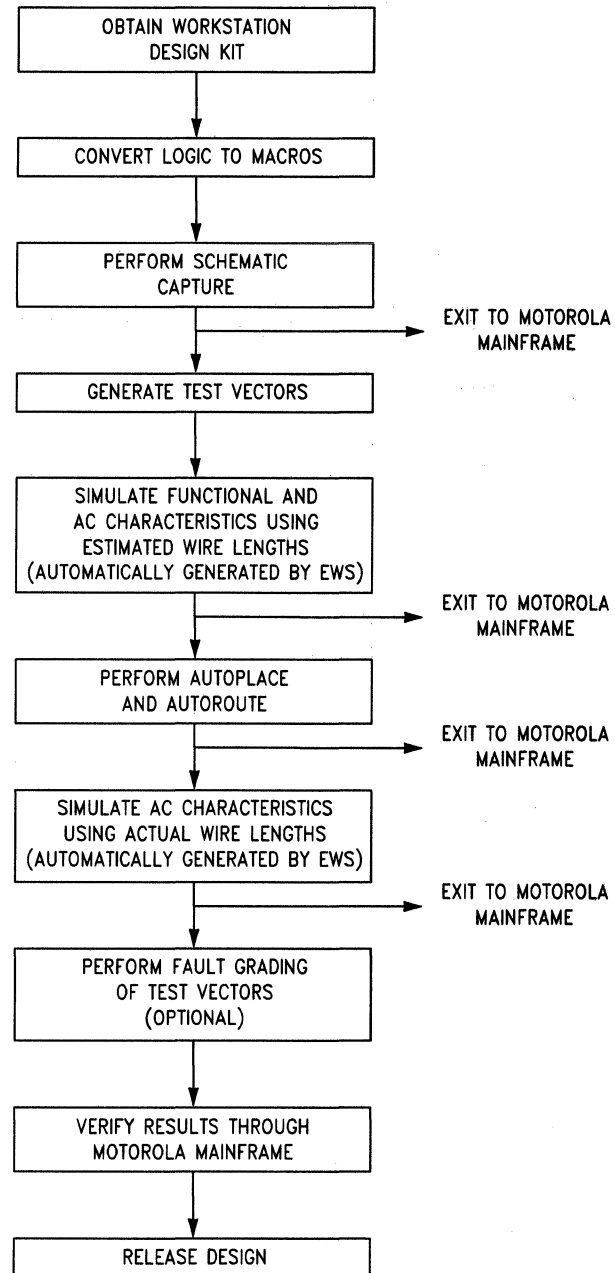 OBTAIN WORKSTATION
DESIGN KIT
CONVERT LOGIC TO MACROS
PERFORM SCHEMATIC
CAPTURE
EXIT TO MOTOROLA
MAINFRAME
GENERATE TEST VECTORS
SIMULATE FUNCTIONAL AND
AC CHARACTERISTICS USING
ESTIMATED WIRE LENGTHS
(AUTOMATICALLY GENERATED BY EWS)
EXIT TO MOTOROLA
MAINFRAME
PERFORM AUTOPLACE
AND AUTOROUTE
EXIT TO MOTOROLA
MAINFRAME
SIMULATE AC CHARACTERISTICS
USING ACTUAL WIRE LENGTHS
(AUTOMATICALLY GENERATED BY EWS)
EXIT TO MOTOROLA
MAINFRAME
PERFORM FAULT GRADING
OF TEST VECTORS
(OPTIONAL)
VERIFY RESULTS THROUGH
MOTOROLA MAINFRAME
RELEASE DESIGN